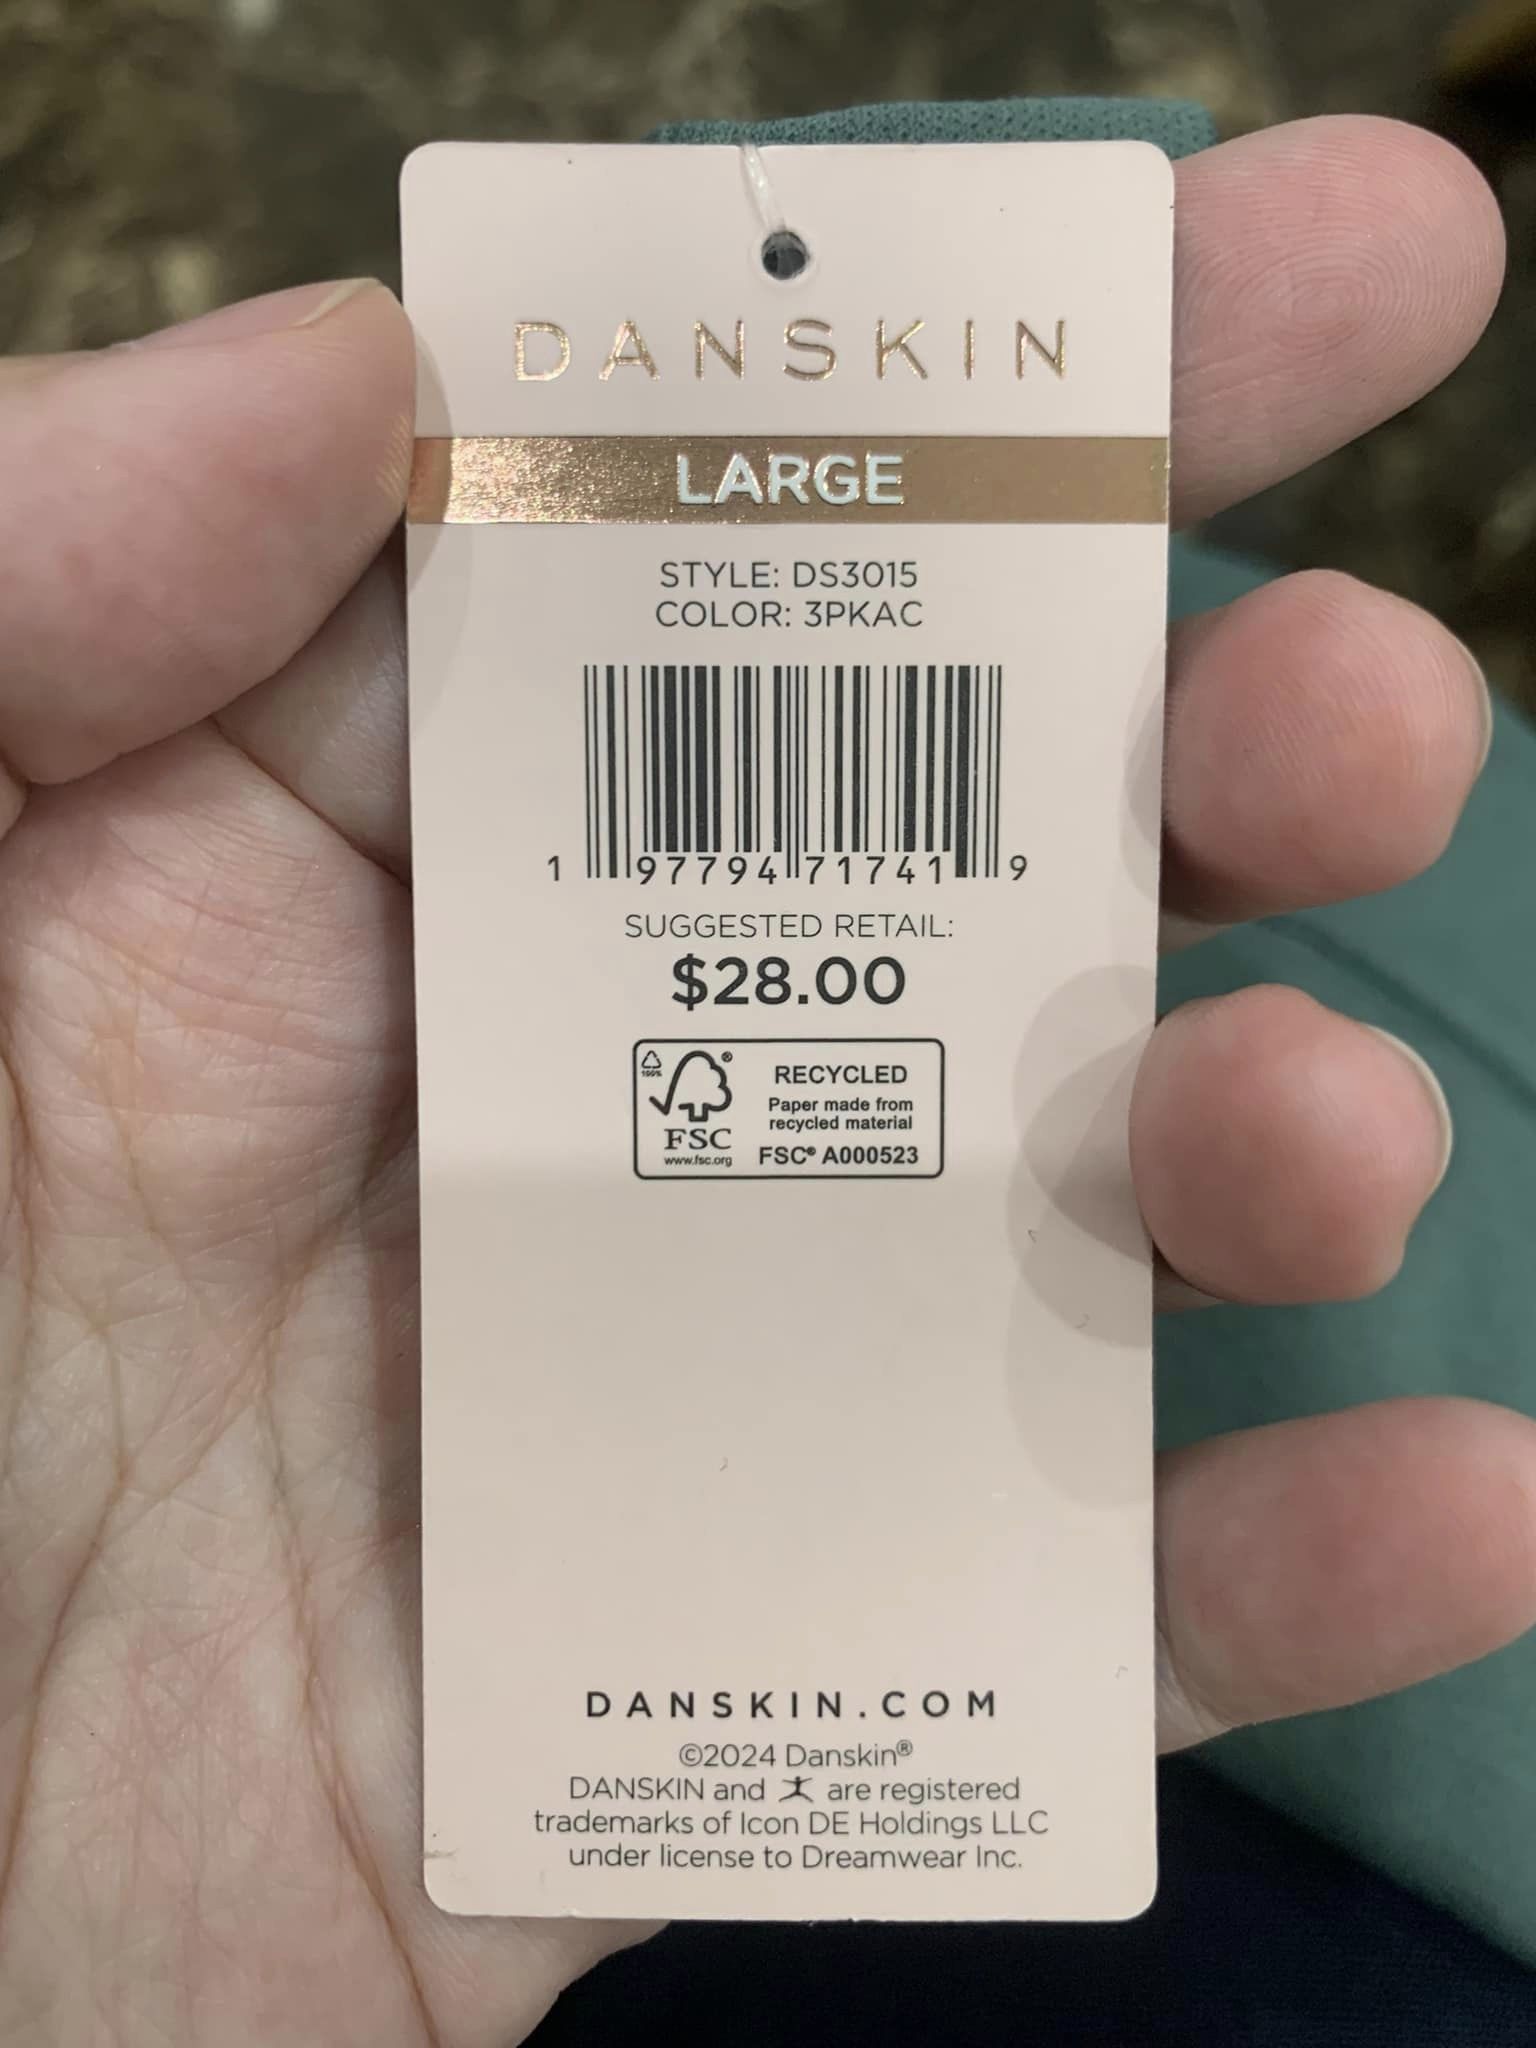 DANSKIN
LARGE
STYLE: DS3015
COLOR: 3PKAC
1 97794 71741 9
SUGGESTED RETAIL:
$28.00
100%
®
RECYCLED
Paper made from
recycled material
FSC
www.fsc.org
FSC® A000523
DANSKIN.COM
©2024 Danskin®
DANSKIN and are registered
trademarks of Icon DE Holdings LLC
under license to Dreamwear Inc.